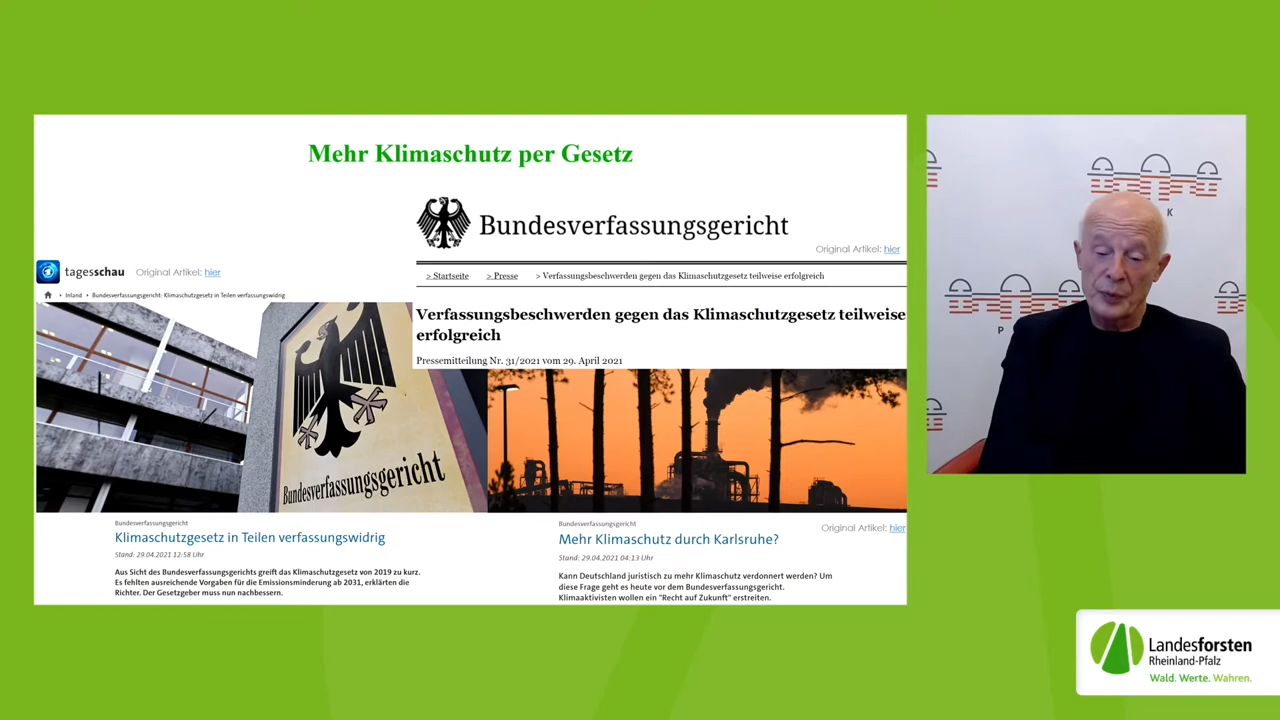 Mehr Klimaschutz per Gesetz
Bundesverfassungsgericht
Original Artikel: hier
tagesschau
Original Artikel: hier
> Startseite > Presse > Verfassungsbeschwerden gegen das Klimaschutzgesetz teilweise erfolgreich
Inland Bundesverfassungsgericht: Klimaschutzgesetz in Teilen verfassungswidrig
Verfassungsbeschwerden gegen das Klimaschutzgesetz teilweise
erfolgreich
Pressemitteilung Nr. 31/2021 vom 29. April 2021
Bundesverfassungsgericht
Bundesverfassungsgericht
Klimaschutzgesetz in Teilen verfassungswidrig
Stand: 29.04.2021 12:58 Uhr
Aus Sicht des Bundesverfassungsgerichts greift das Klimaschutzgesetz von 2019 zu kurz.
Es fehlten ausreichende Vorgaben für die Emissionsminderung ab 2031, erklärten die
Richter. Der Gesetzgeber muss nun nachbessern.
Bundesverfassungsgericht
Original Artikel: hier
Mehr Klimaschutz durch Karlsruhe?
Stand: 29.04.2021 04:13 Uhr
Kann Deutschland juristisch zu mehr Klimaschutz verdonnert werden? Um
diese Frage geht es heute vor dem Bundesverfassungsgericht.
Klimaaktivisten wollen ein "Recht auf Zukunft" erstreiten.
K
P
Landesforsten
Rheinland-Pfalz
Wald. Werte. Wahren.